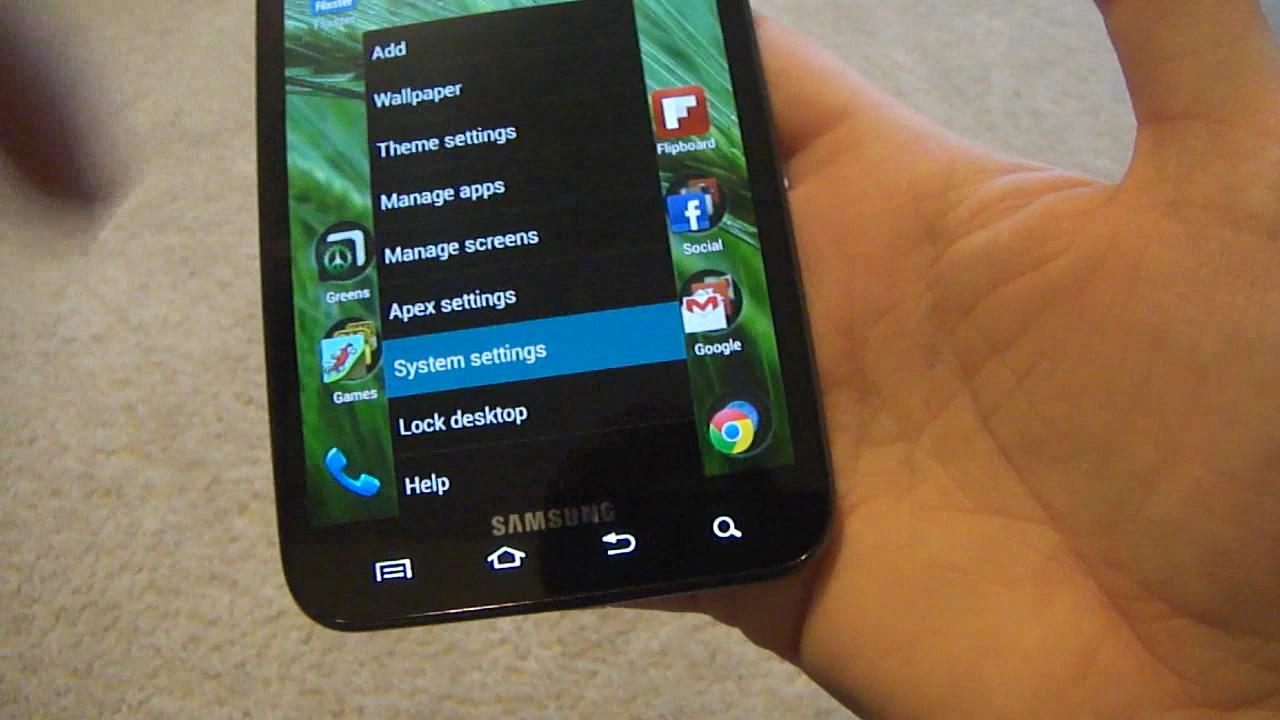 Flixster
Flixster
Add
Wallpaper
Theme settings
Manage apps
Manage screens
Apex settings
System settings
Lock desktop
Help
Greens
Games
Flipboard
f
Social
Google
SAMSUNG